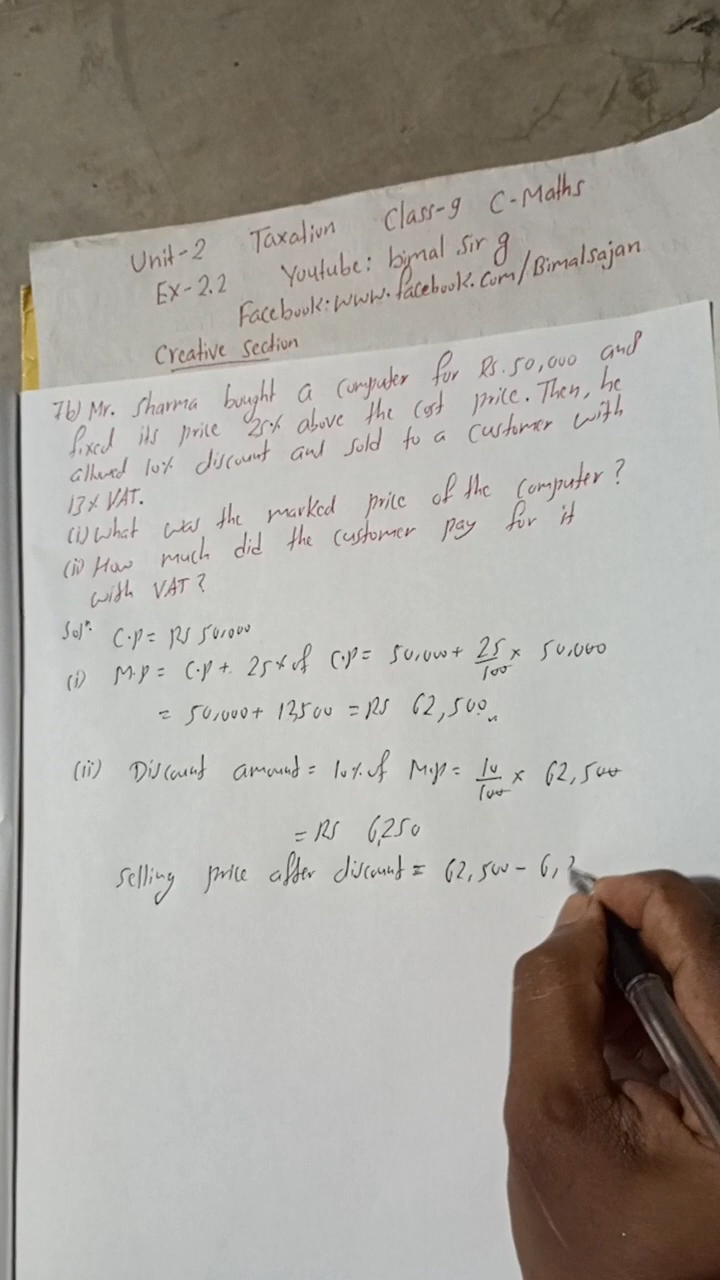 Unit-2 Taxation Class-9 C-Maths
Ex-2.2 Youtube: bimal sir g
Facebook: www.facebook.com/Bimalsajan
Creative section
7b) Mr. Sharma bought a computer for Rs. 50,000 and
fixed its price 25% above the cost price. Then, he
allowed 10% discount and sold to a customer with
13% VAT.
(i) What was the marked price of the computer?
(ii) How much did the customer pay for it
with VAT?
Solⁿ. C.p = Rs 50,000
(i) M.p = C.p + 25% of C.p = 50,000 + 25/100 × 50,000
= 50,000 + 12500 = Rs 62,500
(ii) Discount amount = 10% of M.p = 10/100 × 62,500
= Rs 6,250
Selling price after discount = 62,500 - 6,2